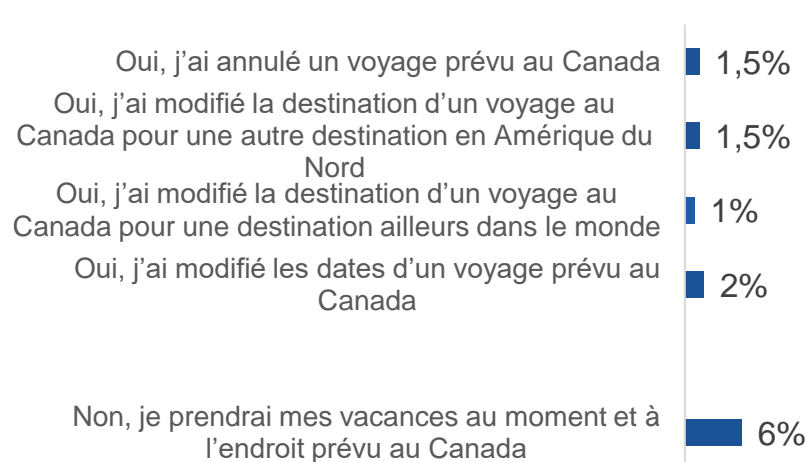 Oui, j’ai annulé un voyage prévu au Canada 1,5%
Oui, j’ai modifié la destination d’un voyage au
Canada pour une autre destination en Amérique du
Nord
1,5%
Oui, j’ai modifié la destination d’un voyage au
Canada pour une destination ailleurs dans le monde
1%
Oui, j’ai modifié les dates d’un voyage prévu au
Canada
2%
Non, je prendrai mes vacances au moment et à
l’endroit prévu au Canada
6%